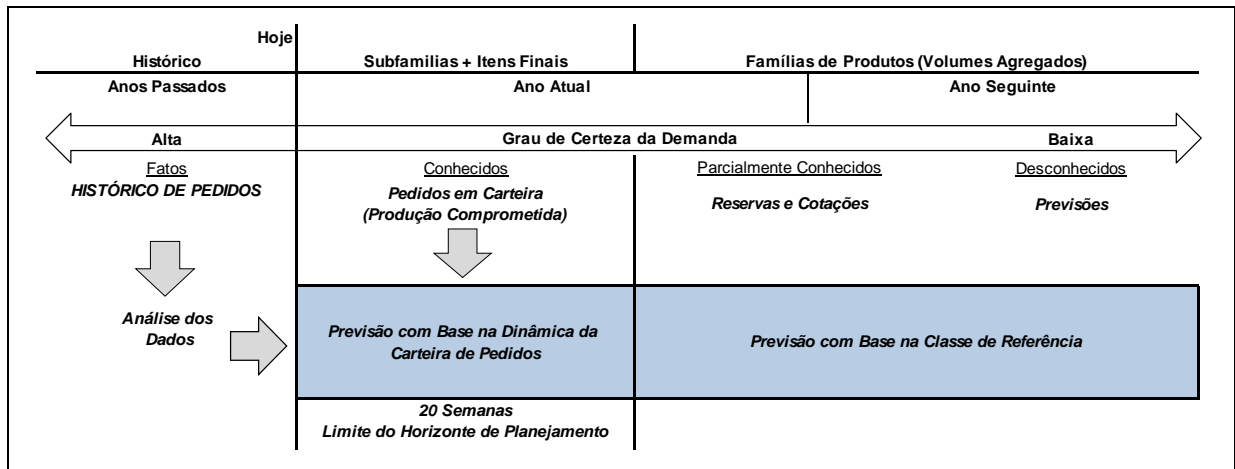 Hoje
Histórico
Subfamilias + Itens Finais
Famílias de Produtos (Volumes Agregados)
Anos Passados
Ano Atual
Ano Seguinte
Alta
Grau de Certeza da Demanda
Baixa
Fatos
HISTÓRICO DE PEDIDOS
Conhecidos
Pedidos em Carteira
(Produção Comprometida)
Parcialmente Conhecidos
Reservas e Cotações
Desconhecidos
Previsões
Análise dos
Dados
Previsão com Base na Dinâmica da
Carteira de Pedidos
Previsão com Base na Classe de Referência
20 Semanas
Limite do Horizonte de Planejamento